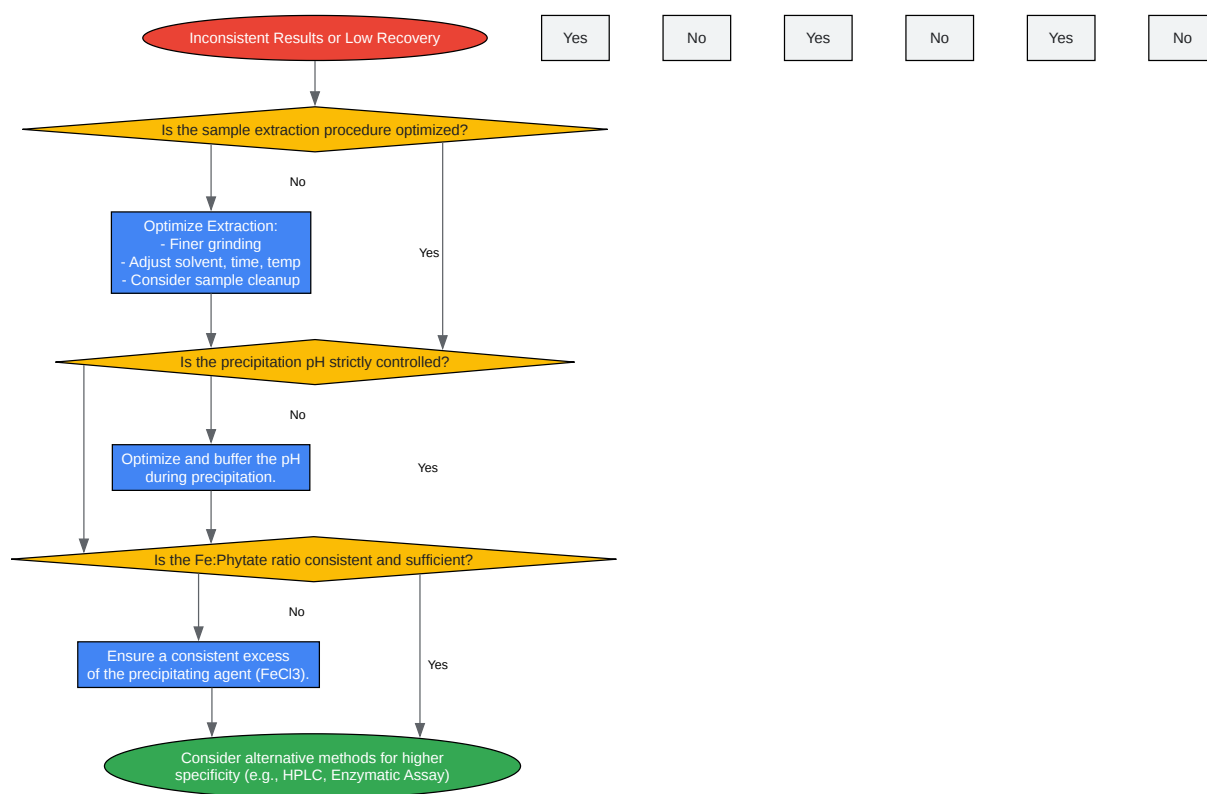 Inconsistent Results or Low Recovery
Yes
No
Yes
No
Yes
No
Is the sample extraction procedure optimized?
No
Optimize Extraction:
- Finer grinding
- Adjust solvent, time, temp
- Consider sample cleanup
Yes
Is the precipitation pH strictly controlled?
No
Optimize and buffer the pH
during precipitation.
Yes
Is the Fe:Phytate ratio consistent and sufficient?
No
Ensure a consistent excess
of the precipitating agent (FeCl3).
Yes
Consider alternative methods for higher
specificity (e.g., HPLC, Enzymatic Assay)